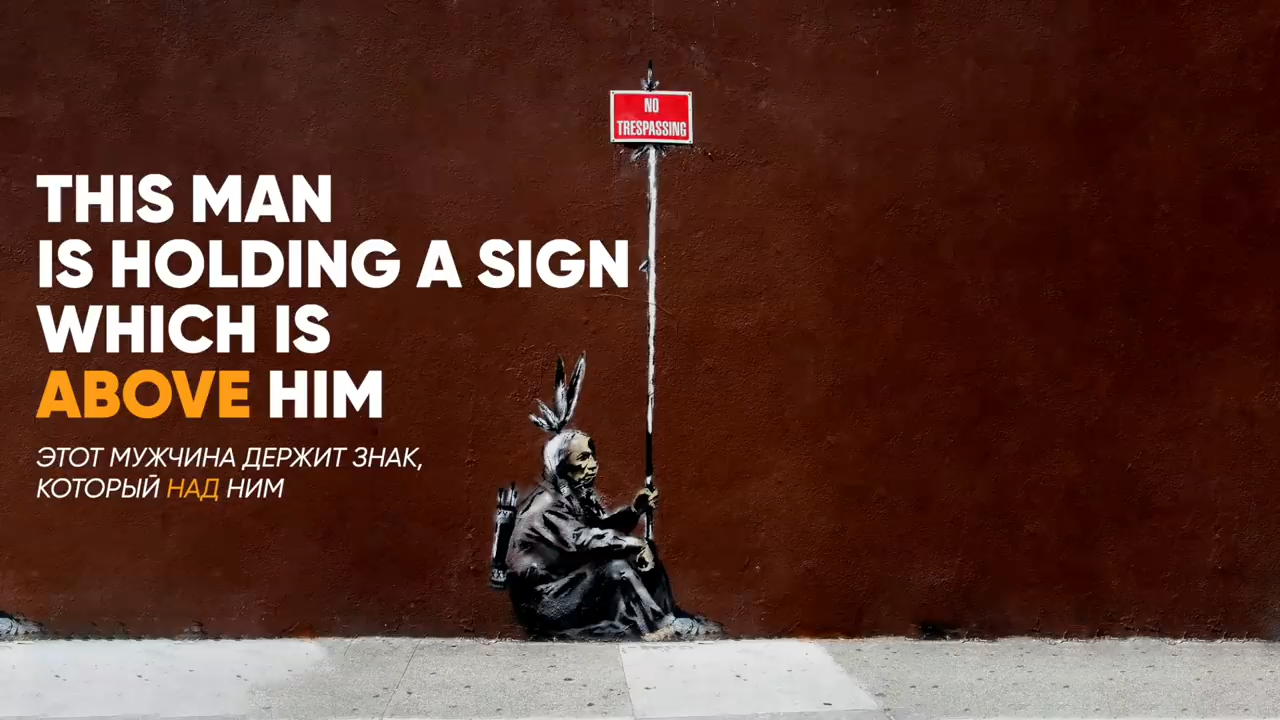 NO
TRESPASSING
THIS MAN
IS HOLDING A SIGN
WHICH IS
ABOVE HIM
ЭТОТ МУЖЧИНА ДЕРЖИТ ЗНАК,
КОТОРЫЙ НАД НИМ